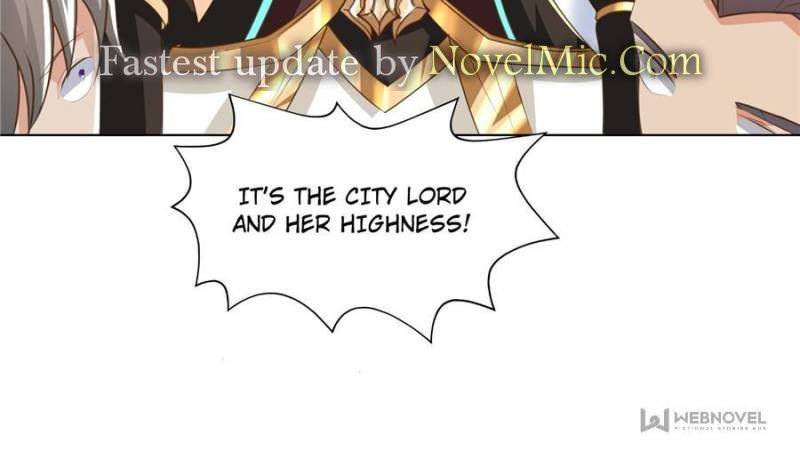 Fastest update by NovelMic.Com
IT'S THE CITY LORD
AND HER HIGHNESS!
WEBNOVEL